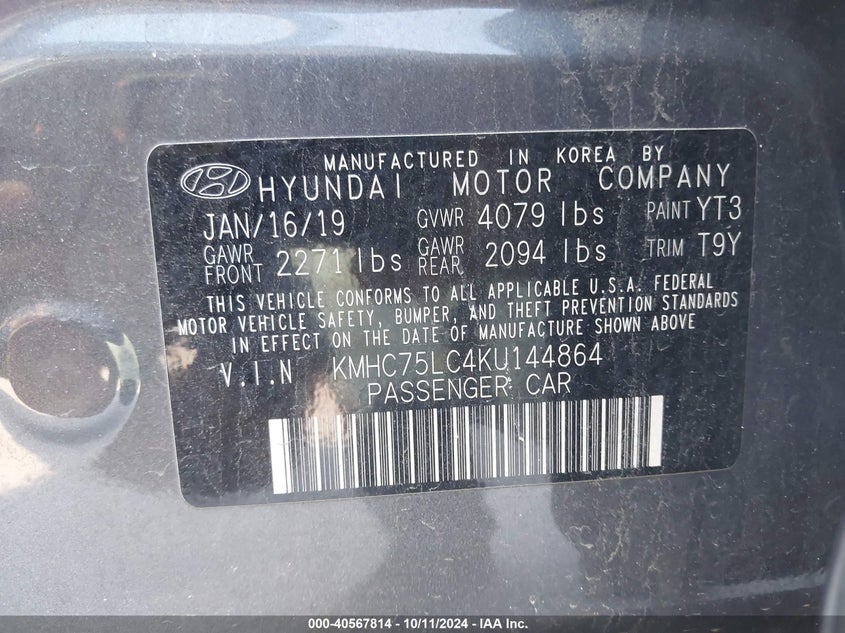 MANUFACTURED IN KOREA BY
HYUNDAI MOTOR COMPANY
JAN/16/19 GVWR 4079 lbs PAINT YT3
GAWR FRONT 2271 lbs GAWR REAR 2094 lbs TRIM T9Y
THIS VEHICLE CONFORMS TO ALL APPLICABLE U.S.A. FEDERAL
MOTOR VEHICLE SAFETY, BUMPER, AND THEFT PREVENTION STANDARDS
IN EFFECT ON THE DATE OF MANUFACTURE SHOWN ABOVE
V.I.N KMHC75LC4KU144864
PASSENGER CAR
000-40567814 - 10/11/2024 - IAA Inc.